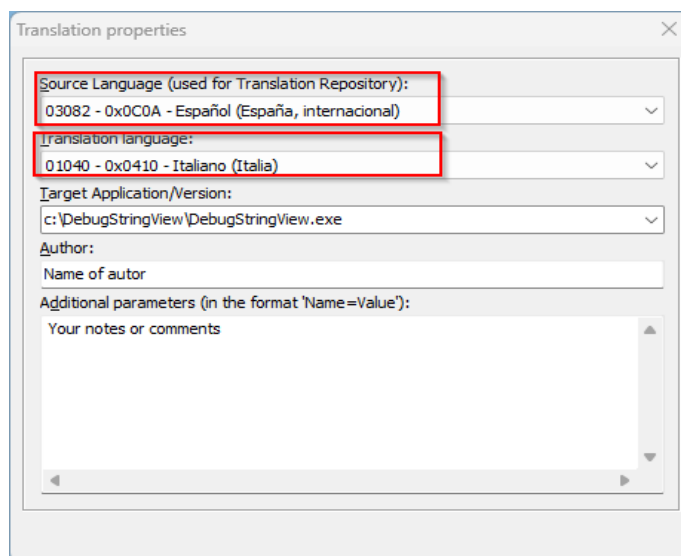 Translation properties
Source Language (used for Translation Repository):
03082 - 0x0C0A - Español (España, internacional)
Translation language:
01040 - 0x0410 - Italiano (Italia)
Target Application/Version:
c:\DebugStringView\DebugStringView.exe
Author:
Name of autor
Additional parameters (in the format 'Name=Value'):
Your notes or comments